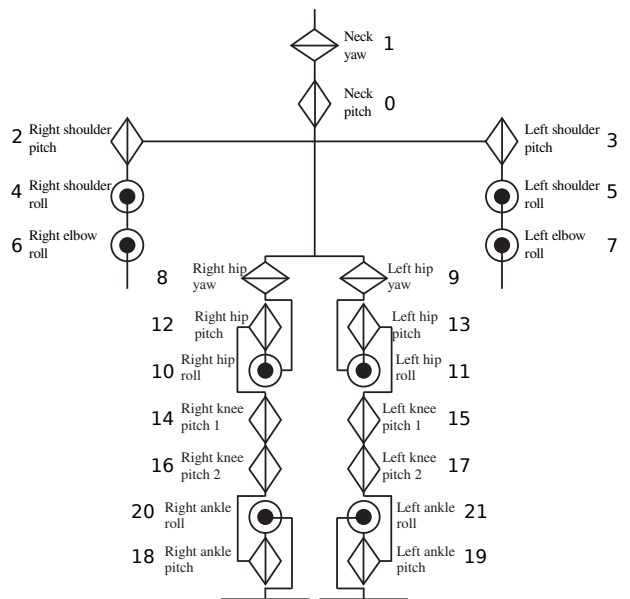 Neck
yaw
1
Neck
pitch
0
2
Right shoulder
pitch
Left shoulder
pitch
3
4
Right shoulder
roll
Left shoulder
roll
5
6
Right elbow
roll
Left elbow
roll
7
8
Right hip
yaw
Left hip
yaw
9
12
Right hip
pitch
Left hip
pitch
13
10
Right hip
roll
Left hip
roll
11
14
Right knee
pitch 1
Left knee
pitch 1
15
16
Right knee
pitch 2
Left knee
pitch 2
17
20
Right ankle
roll
Left ankle
roll
21
18
Right ankle
pitch
Left ankle
pitch
19